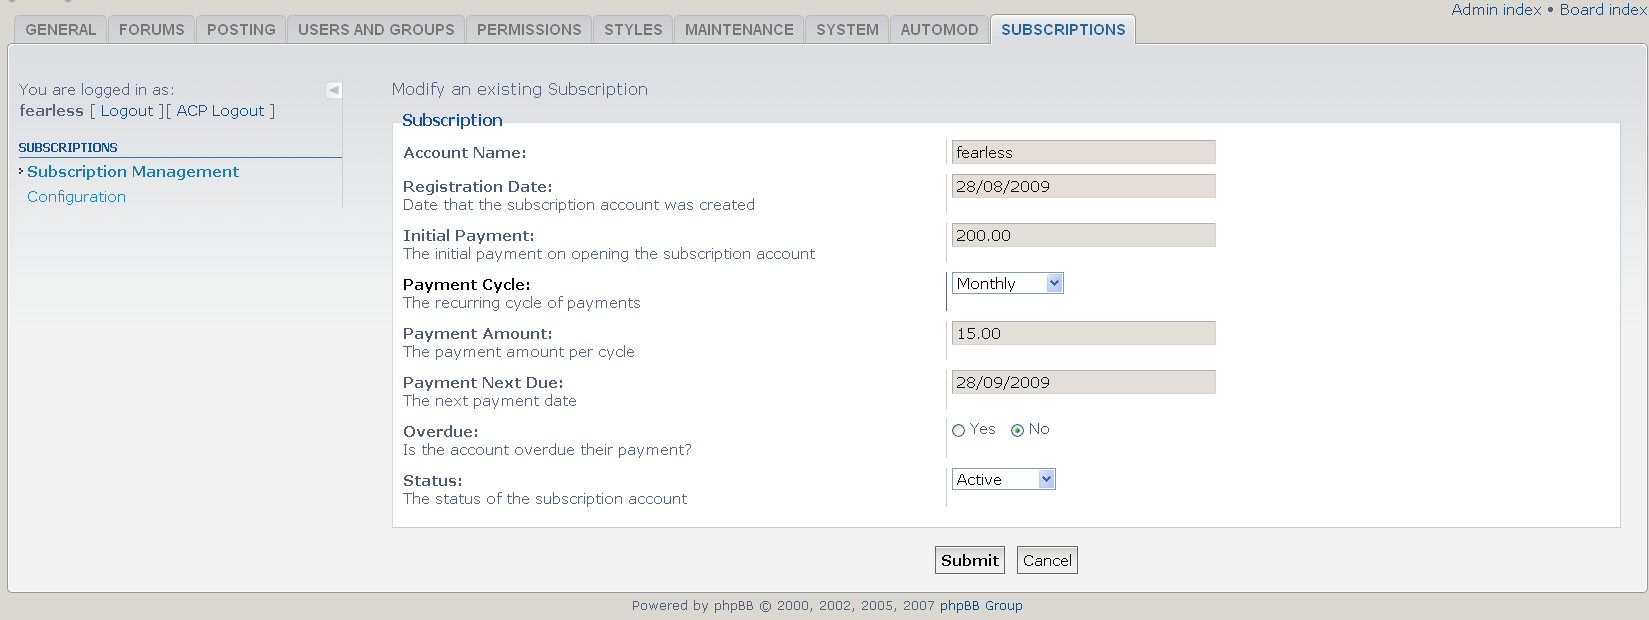 Admin index • Board index
GENERAL FORUMS POSTING USERS AND GROUPS PERMISSIONS STYLES MAINTENANCE SYSTEM AUTOMOD SUBSCRIPTIONS
You are logged in as:
fearless [ Logout ][ ACP Logout ]
SUBSCRIPTIONS
Subscription Management
Configuration
Modify an existing Subscription
Subscription
Account Name: fearless
Registration Date: 28/08/2009
Date that the subscription account was created
Initial Payment: 200.00
The initial payment on opening the subscription account
Payment Cycle: Monthly
The recurring cycle of payments
Payment Amount: 15.00
The payment amount per cycle
Payment Next Due: 28/09/2009
The next payment date
Overdue: Yes No
Is the account overdue their payment?
Status: Active
The status of the subscription account
Submit Cancel
Powered by phpBB © 2000, 2002, 2005, 2007 phpBB Group